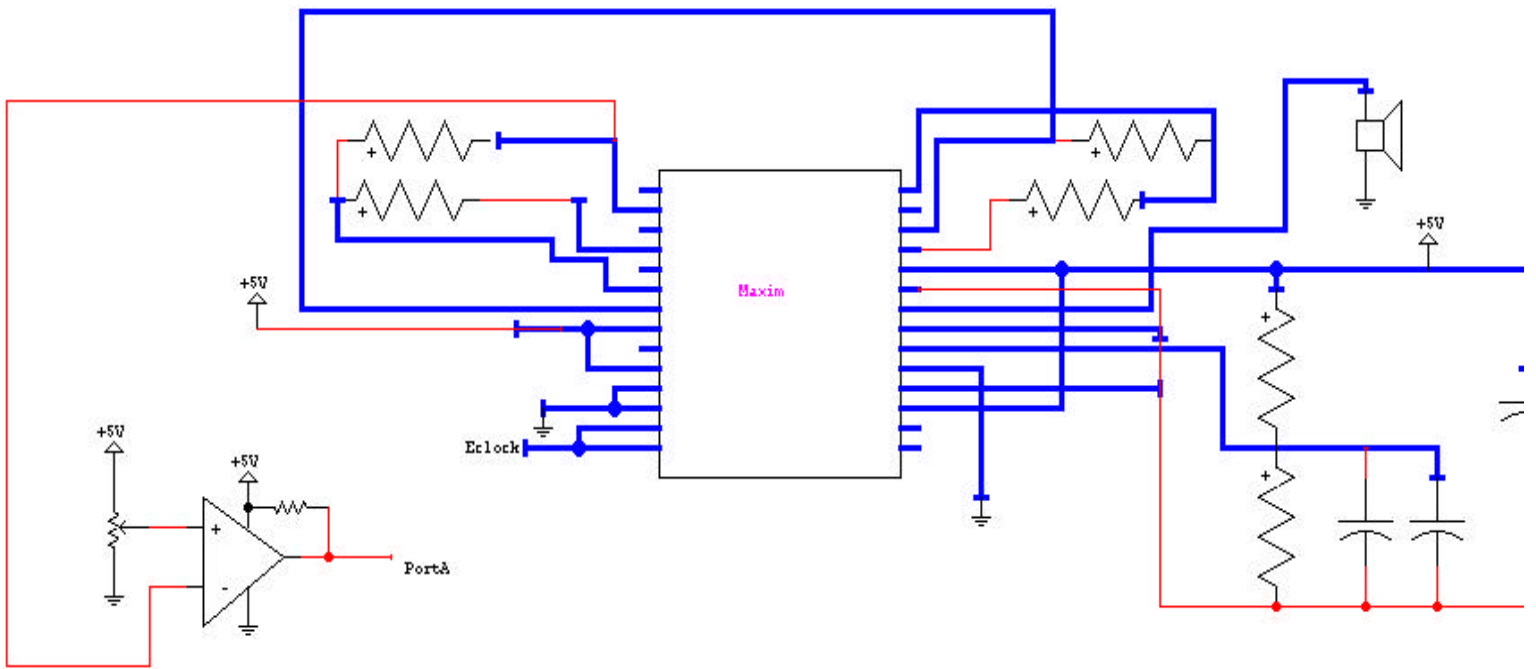 +5V
+
+
+
+
+5V
Maxim
+
+5V
+5V
Eclock
+
+
-
PortA